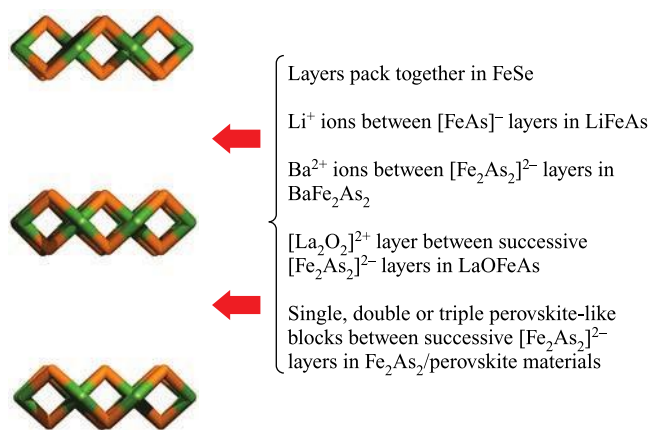 Layers pack together in FeSe
Li⁺ ions between [FeAs]⁻ layers in LiFeAs
Ba²⁺ ions between [Fe₂As₂]²⁻ layers in
BaFe₂As₂
[La₂O₂]²⁺ layer between successive
[Fe₂As₂]²⁻ layers in LaOFeAs
Single, double or triple perovskite-like
blocks between successive [Fe₂As₂]²⁻
layers in Fe₂As₂/perovskite materials